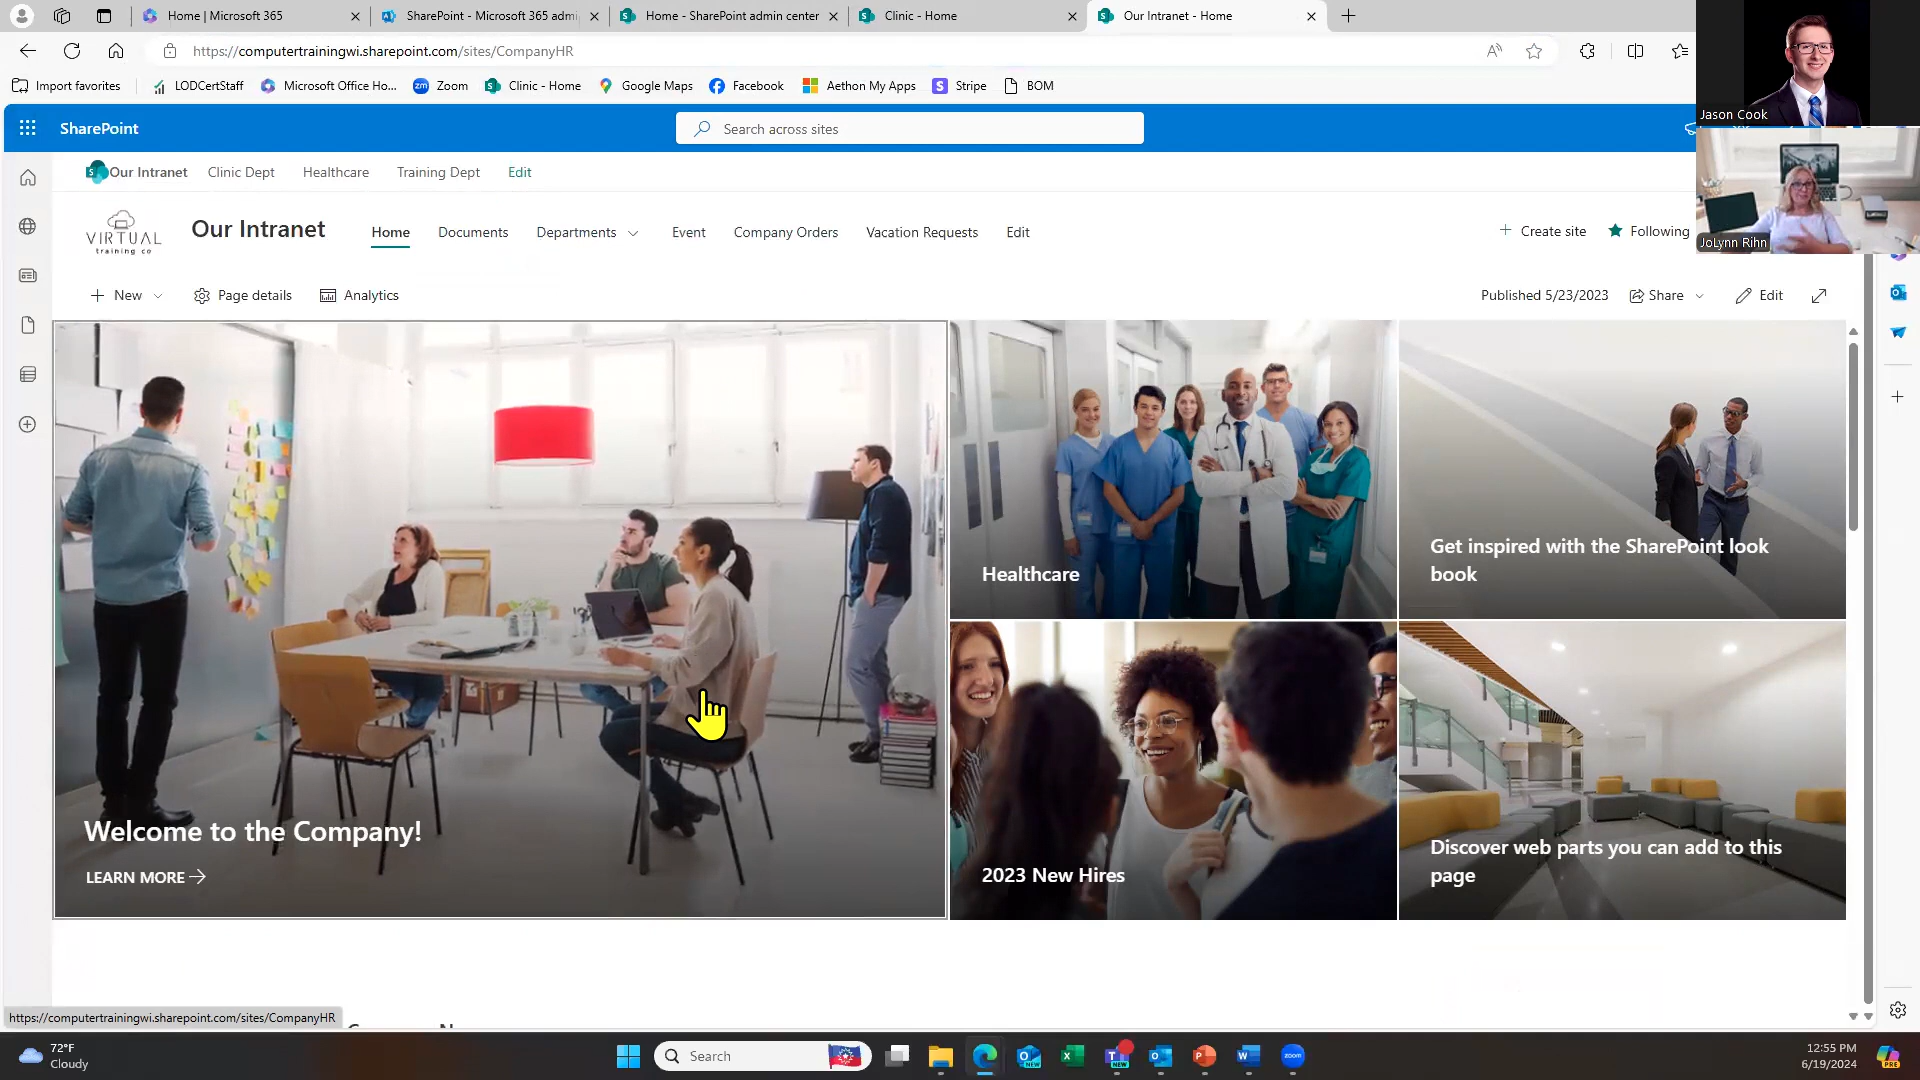 Home | Microsoft 365
SharePoint - Microsoft 365 admi
Home - SharePoint admin center
Clinic - Home
Our Intranet - Home
https://computertrainingwi.sharepoint.com/sites/CompanyHR
Import favorites
LODCertStaff
Microsoft Office Ho...
Zoom
Clinic - Home
Google Maps
Facebook
Aethon My Apps
Stripe
BOM
Jason Cook
SharePoint
Search across sites
Our Intranet
Clinic Dept
Healthcare
Training Dept
Edit
VIRTUAL
training co
Our Intranet
Home
Documents
Departments
Event
Company Orders
Vacation Requests
Edit
Create site
Following
JoLynn Rihn
New
Page details
Analytics
Published 5/23/2023
Share
Edit
Healthcare
Get inspired with the SharePoint look
book
Welcome to the Company!
LEARN MORE
2023 New Hires
Discover web parts you can add to this
page
https://computertrainingwi.sharepoint.com/sites/CompanyHR
72°F
Cloudy
Search
zoom
12:55 PM
6/19/2024